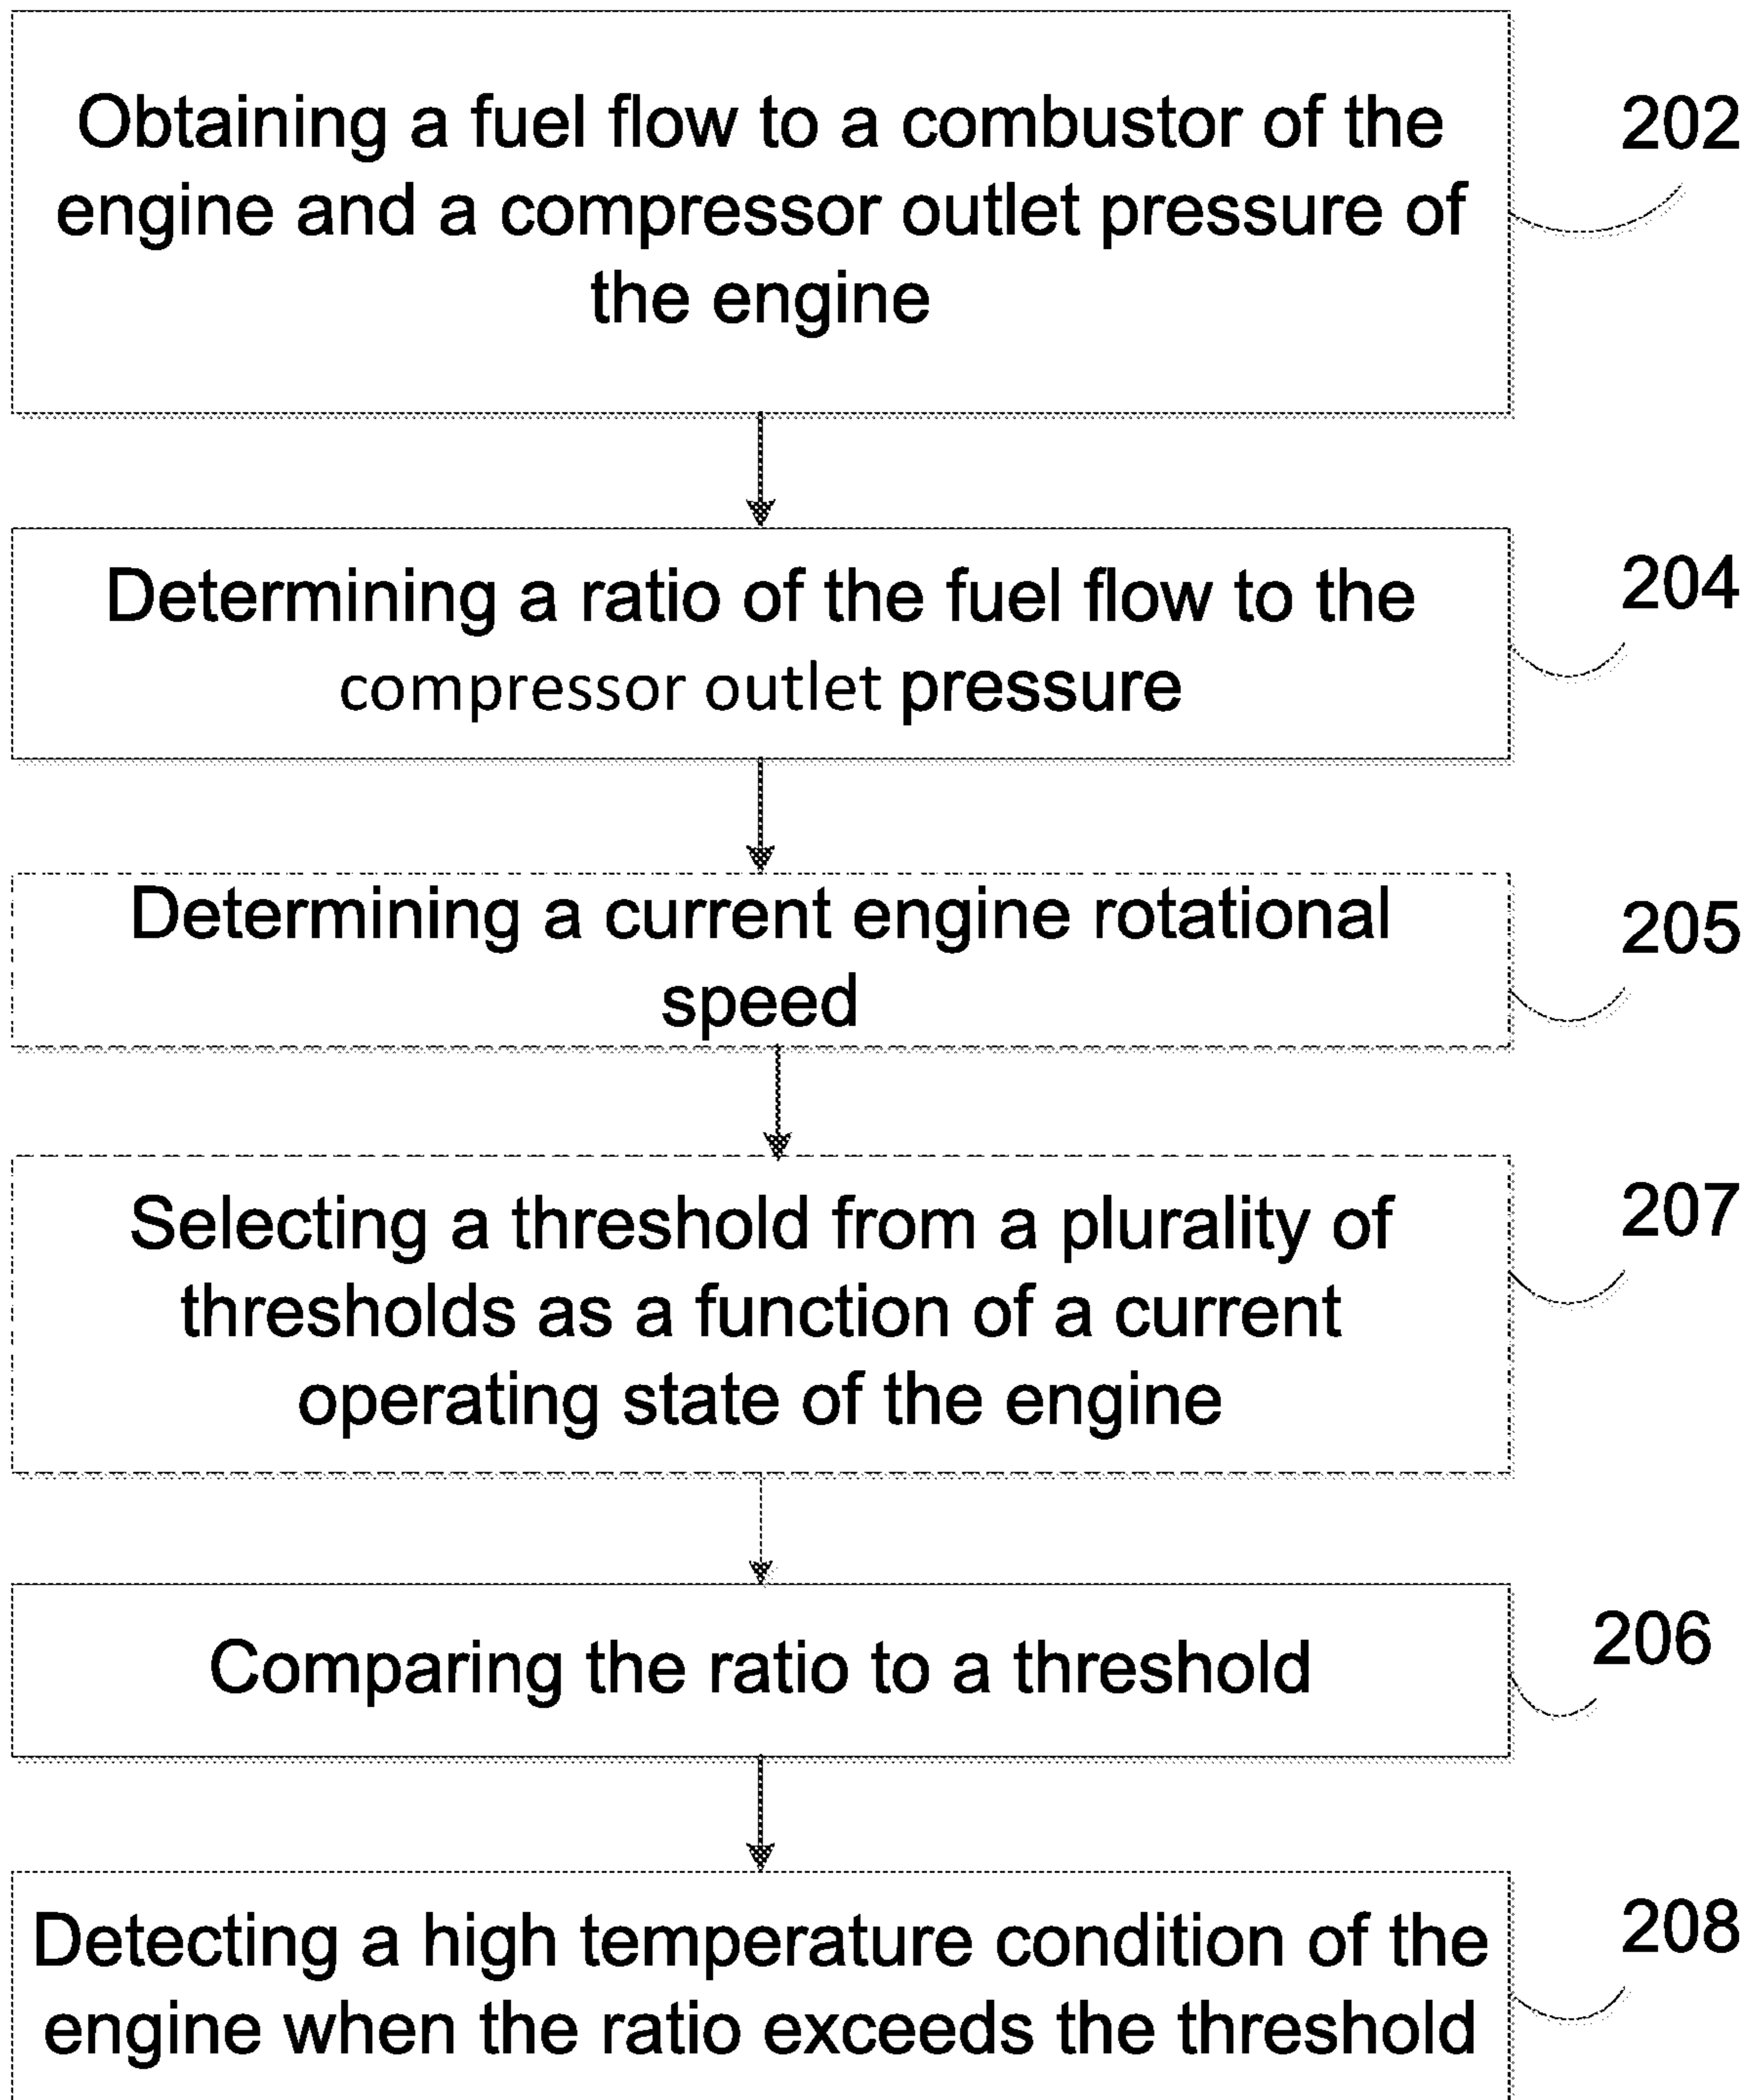 Obtaining a fuel flow to a combustor of the
engine and a compressor outlet pressure of
the engine
202
Determining a ratio of the fuel flow to the
compressor outlet pressure
204
Determining a current engine rotational
speed
205
Selecting a threshold from a plurality of
thresholds as a function of a current
operating state of the engine
207
Comparing the ratio to a threshold
206
Detecting a high temperature condition of the
engine when the ratio exceeds the threshold
208